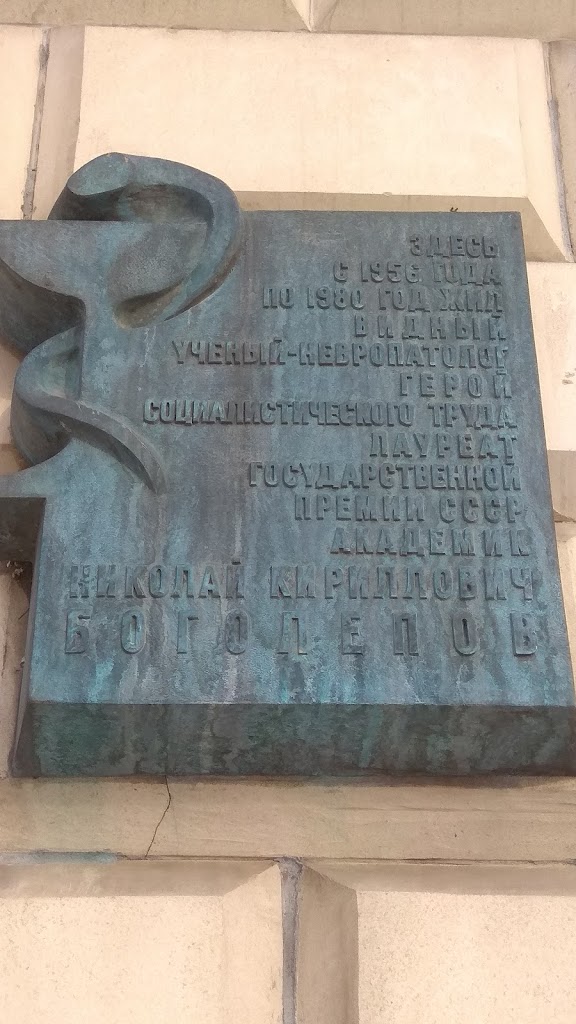 ЗДЕСЬ
С 1956 ГОДА
ПО 1980 ГОД ЖИЛ
ВИДНЫЙ
УЧЕНЫЙ-НЕВРОПАТОЛОГ
ГЕРОЙ
СОЦИАЛИСТИЧЕСКОГО ТРУДА
ЛАУРЕАТ
ГОСУДАРСТВЕННОЙ
ПРЕМИИ СССР
АКАДЕМИК
НИКОЛАЙ КИРИЛЛОВИЧ
БОГОЛЕПОВ